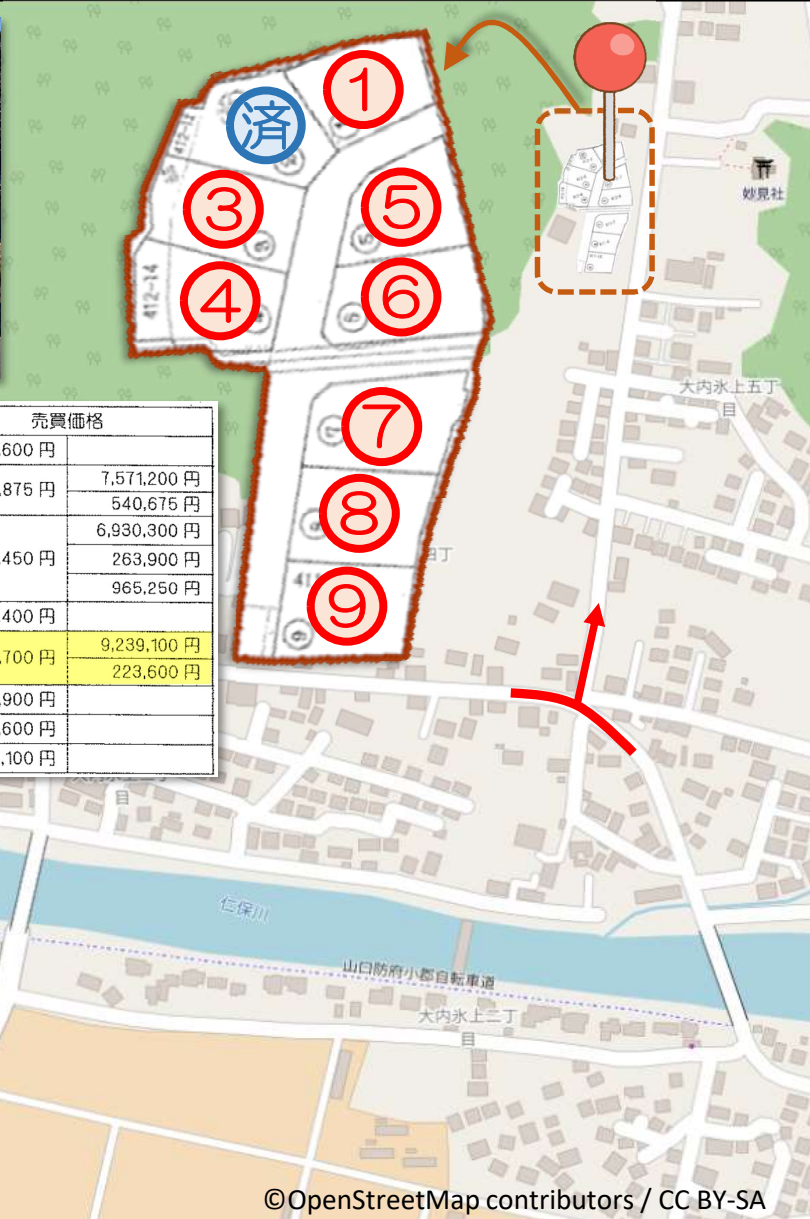 ①
済
③
⑤
④
⑥
412-14
⑦
⑧
⑨
妙見社
大内氷上五丁
目
売買価格
,600 円
,875 円
7,571,200 円
540,675 円
,450 円
6,930,300 円
263,900 円
965,250 円
,400 円
,700 円
9,239,100 円
223,600 円
,900 円
,600 円
,100 円
目
仁保川
山口防府小郡自転車道
大内氷上二丁
目
©OpenStreetMap contributors / CC BY-SA